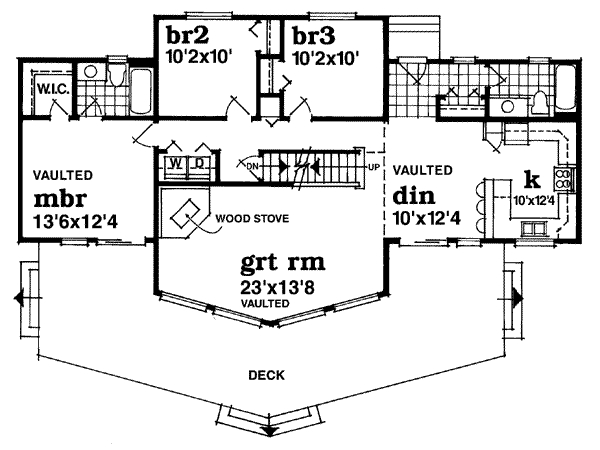 br2
10'2x10'
br3
10'2x10'
W.I.C.
VAULTED
mbr
13'6x12'4
W
D
DN
UP
VAULTED
din
10'x12'4
k
10'x12'4
WOOD STOVE
grt rm
23'x13'8
VAULTED
DECK